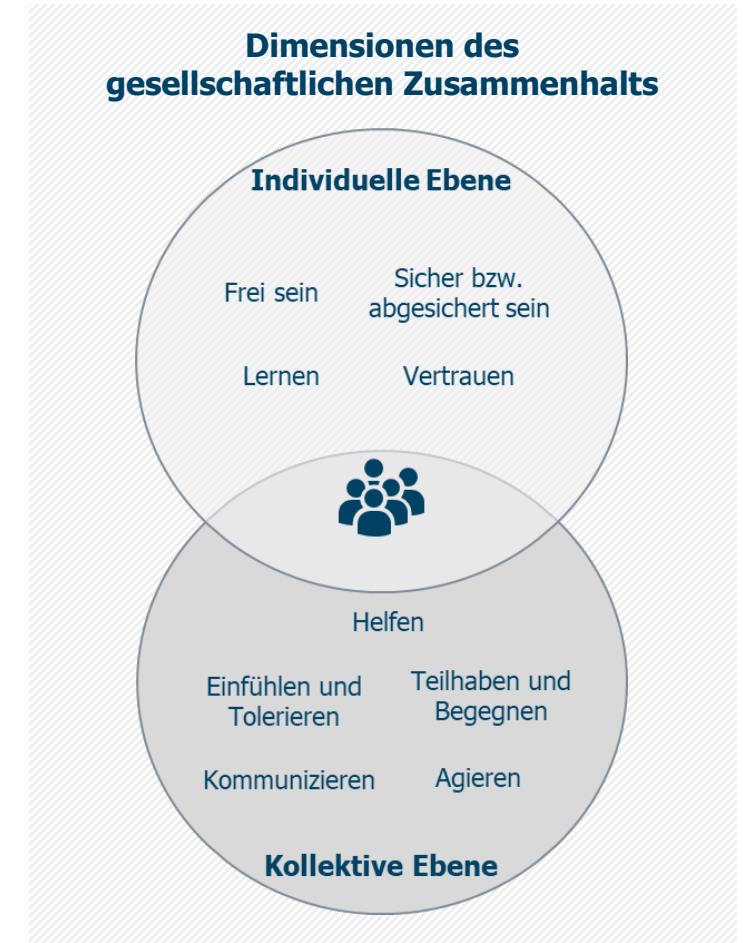 Dimensionen des
gesellschaftlichen Zusammenhalts
Individuelle Ebene
Frei sein
Sicher bzw.
abgesichert sein
Lernen
Vertrauen
Helfen
Einfühlen und
Tolerieren
Teilhaben und
Begegnen
Kommunizieren
Agieren
Kollektive Ebene